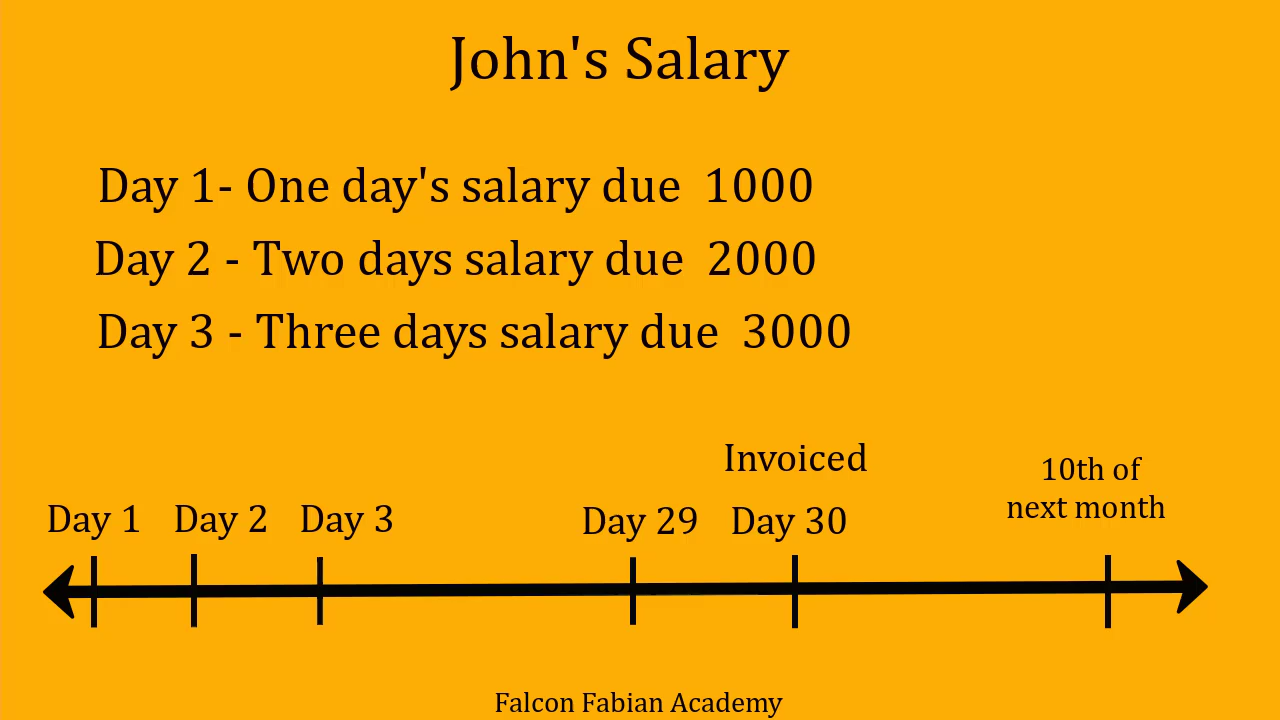 John's Salary
Day 1- One day's salary due 1000
Day 2 - Two days salary due 2000
Day 3 - Three days salary due 3000
Invoiced
10th of
next month
Day 1 Day 2 Day 3 Day 29 Day 30
Falcon Fabian Academy